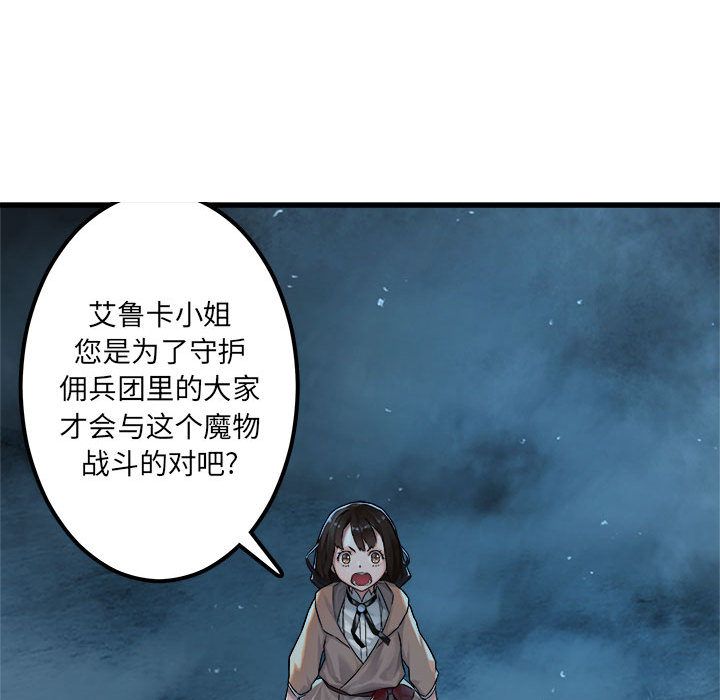 艾鲁卡小姐
您是为了守护
佣兵团里的大家
才会与这个魔物
战斗的对吧?